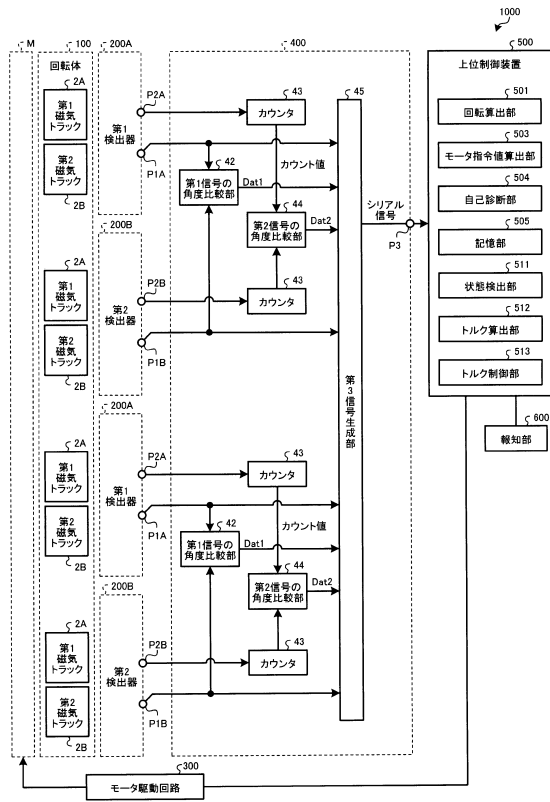 1000
M
100
200A
400
500
回転体
2A
第1
磁気
トラック
第2
磁気
トラック
2B
第1
検出器
P2A
P1A
43
カウンタ
カウント値
42
第1信号の
角度比較部
Dat1
44
第2信号の
角度比較部
Dat2
43
カウンタ
200B
2A
第1
磁気
トラック
第2
磁気
トラック
2B
第2
検出器
P2B
P1B
200A
2A
第1
磁気
トラック
第2
磁気
トラック
2B
第1
検出器
P2A
P1A
43
カウンタ
カウント値
42
第1信号の
角度比較部
Dat1
44
第2信号の
角度比較部
Dat2
43
カウンタ
200B
2A
第1
磁気
トラック
第2
磁気
トラック
2B
第2
検出器
P2B
P1B
45
第3信号生成部
シリアル
信号
P3
上位制御装置
501
回転算出部
503
モータ指令値算出部
504
自己診断部
505
記憶部
511
状態検出部
512
トルク算出部
513
トルク制御部
600
報知部
300
モータ駆動回路